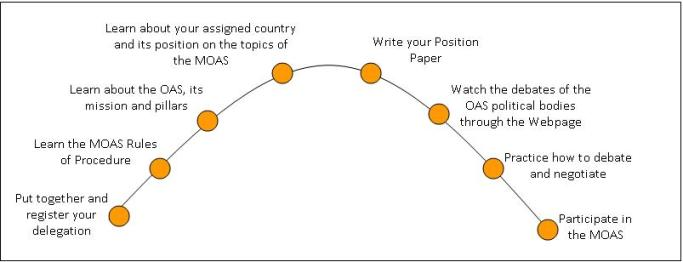 Learn about your assigned country
and its position on the topics of
the MOAS
Write your Position
Paper
Learn about the OAS, its
mission and pillars
Watch the debates of the
OAS political bodies
through the Webpage
Learn the MOAS Rules
of Procedure
Practice how to debate
and negotiate
Put together and
register your
delegation
Participate in
the MOAS